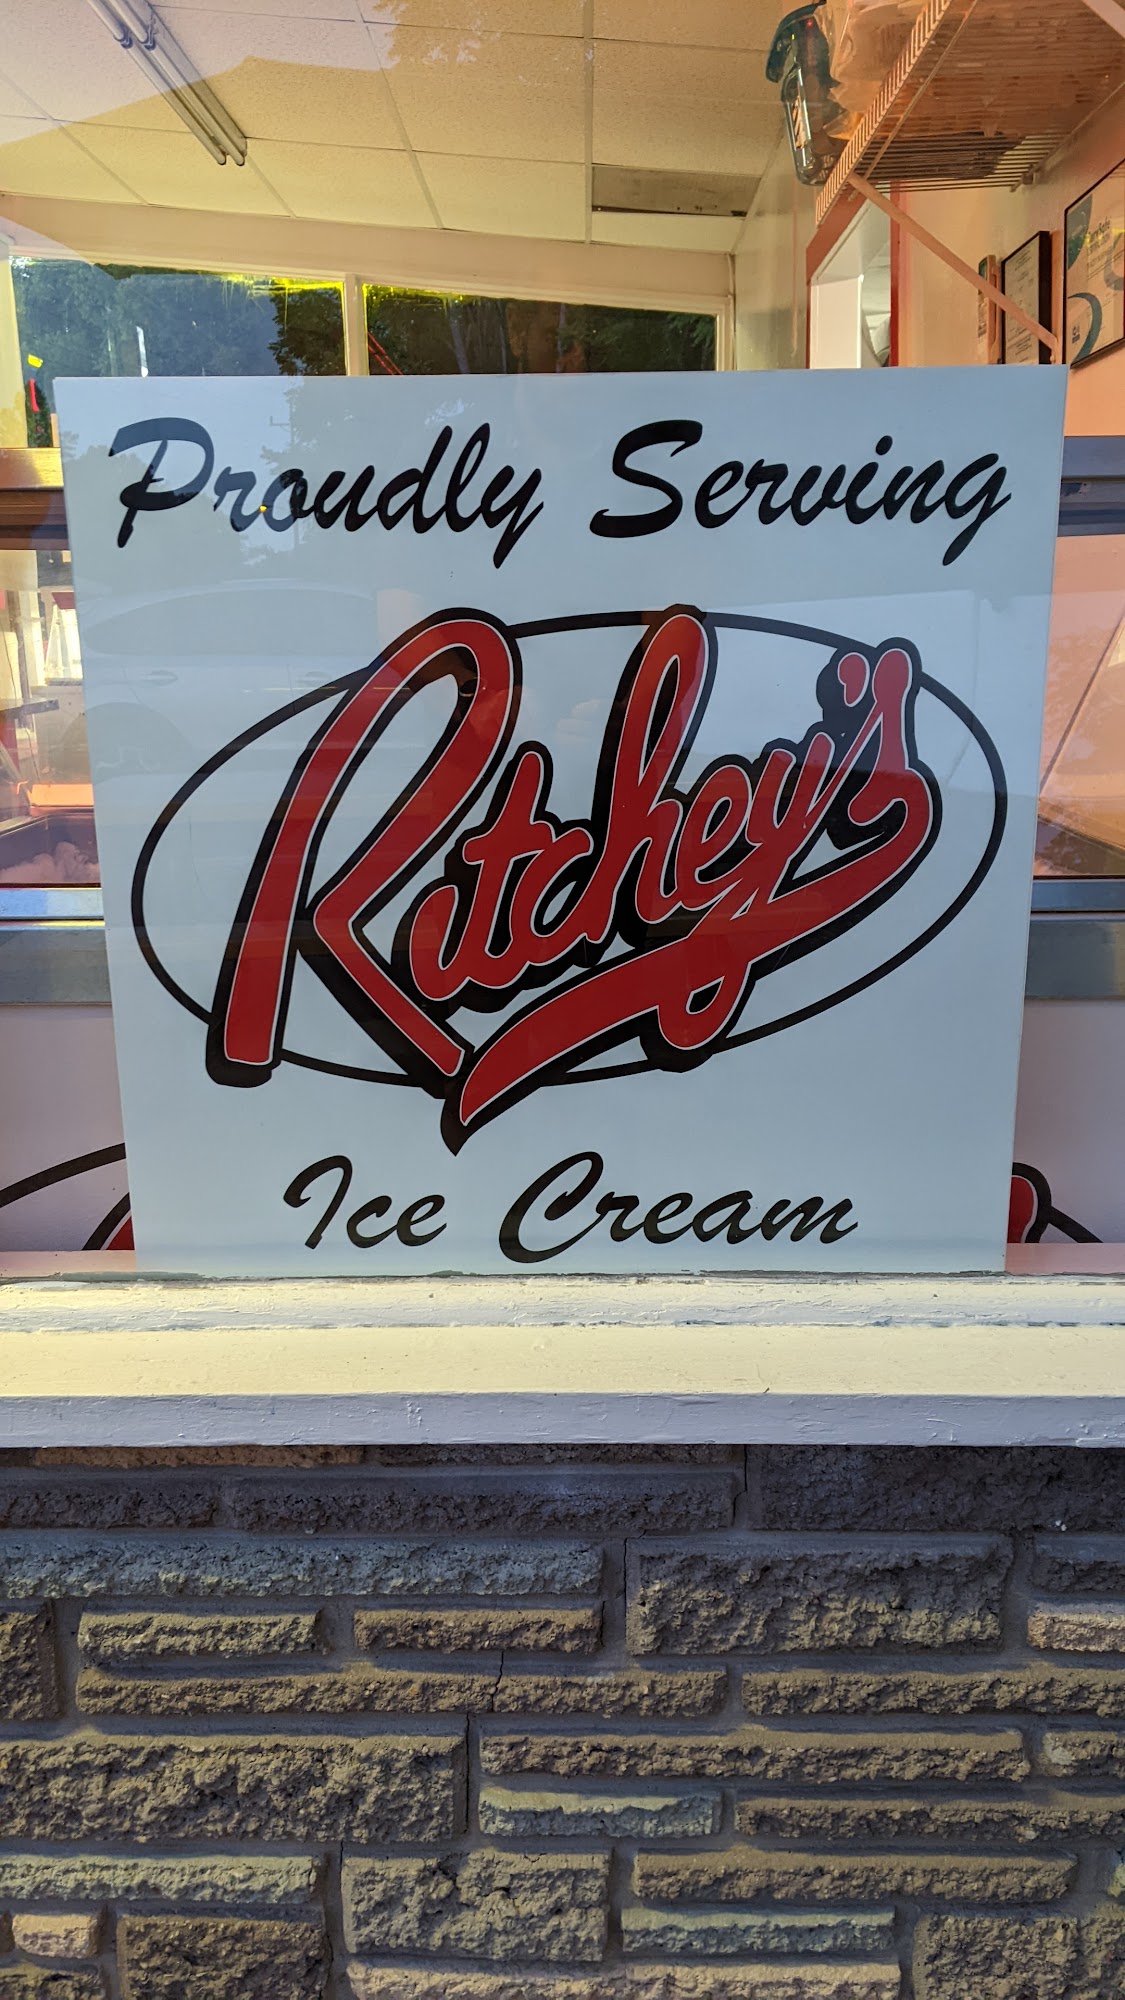 Proudly Serving
Ritchey's
Ice Cream